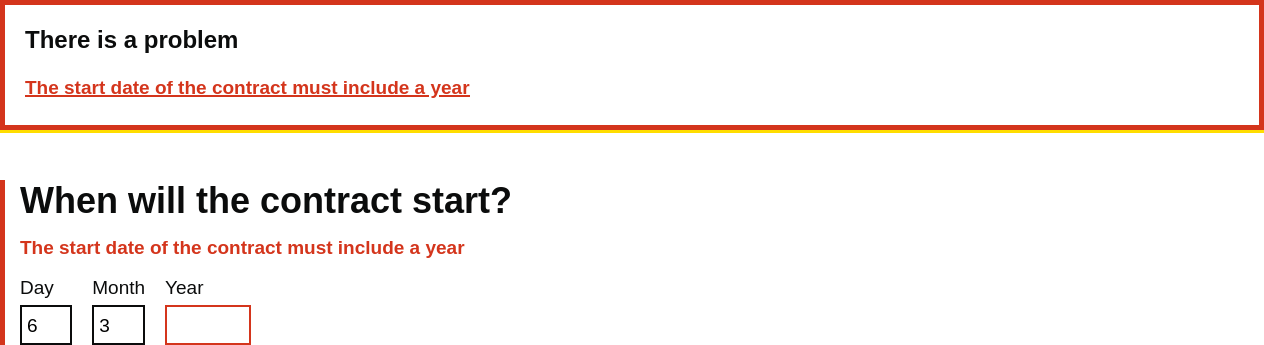 There is a problem
The start date of the contract must include a year
When will the contract start?
The start date of the contract must include a year
Day Month Year
6 3